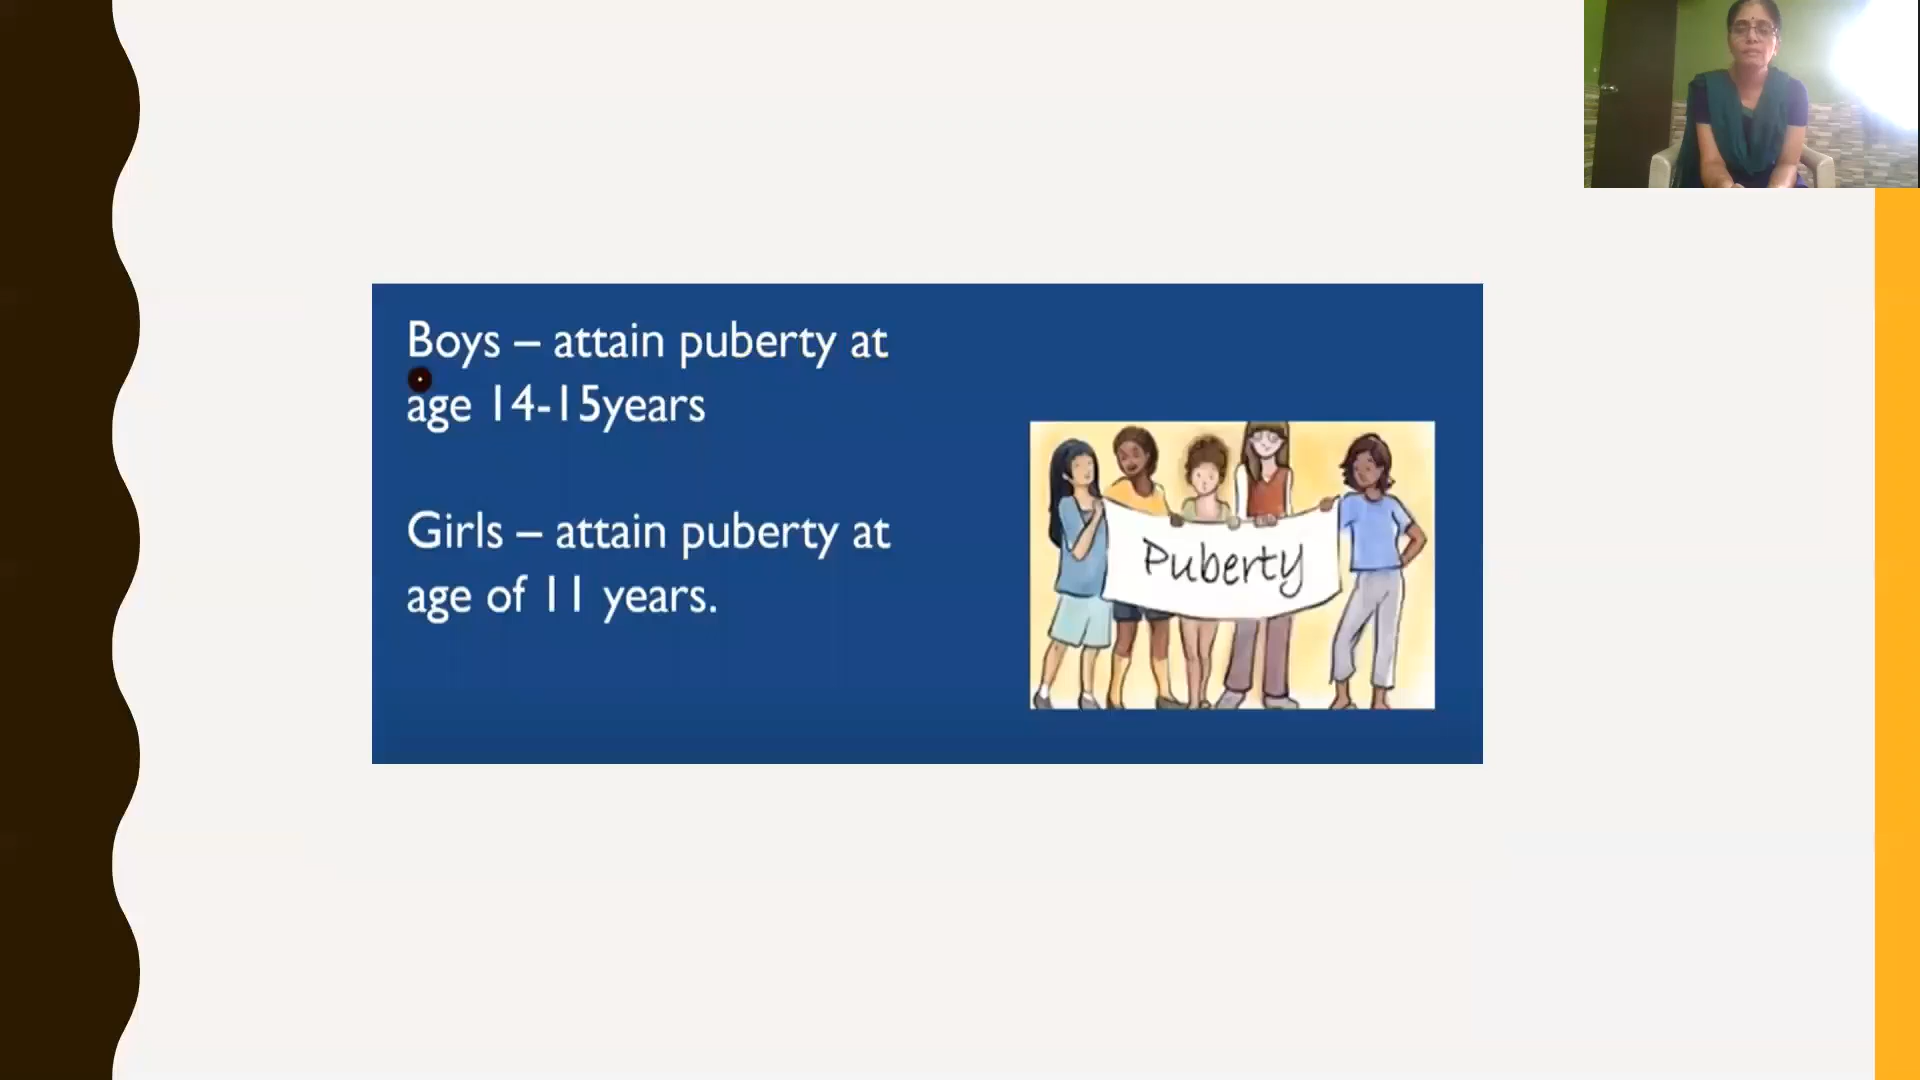 Boys – attain puberty at
age 14-15years
Girls – attain puberty at
age of 11 years.
Puberty